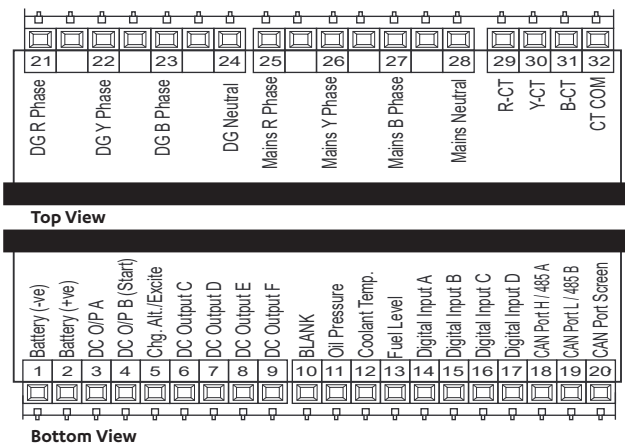 21 22 23 24 25 26 27 28 29 30 31 32
DG R Phase
DG Y Phase
DG B Phase
DG Neutral
Mains R Phase
Mains Y Phase
Mains B Phase
Mains Neutral
R-CT
Y-CT
B-CT
CT COM
Top View
Battery (-ve)
Battery (+ve)
DC O/P A
DC O/P B (Start)
Chg. Alt./Excite
DC Output C
DC Output D
DC Output E
DC Output F
BLANK
Oil Pressure
Coolant Temp.
Fuel Level
Digital Input A
Digital Input B
Digital Input C
Digital Input D
CAN Port H / 485 A
CAN Port L / 485 B
CAN Port Screen
1 2 3 4 5 6 7 8 9 10 11 12 13 14 15 16 17 18 19 20
Bottom View